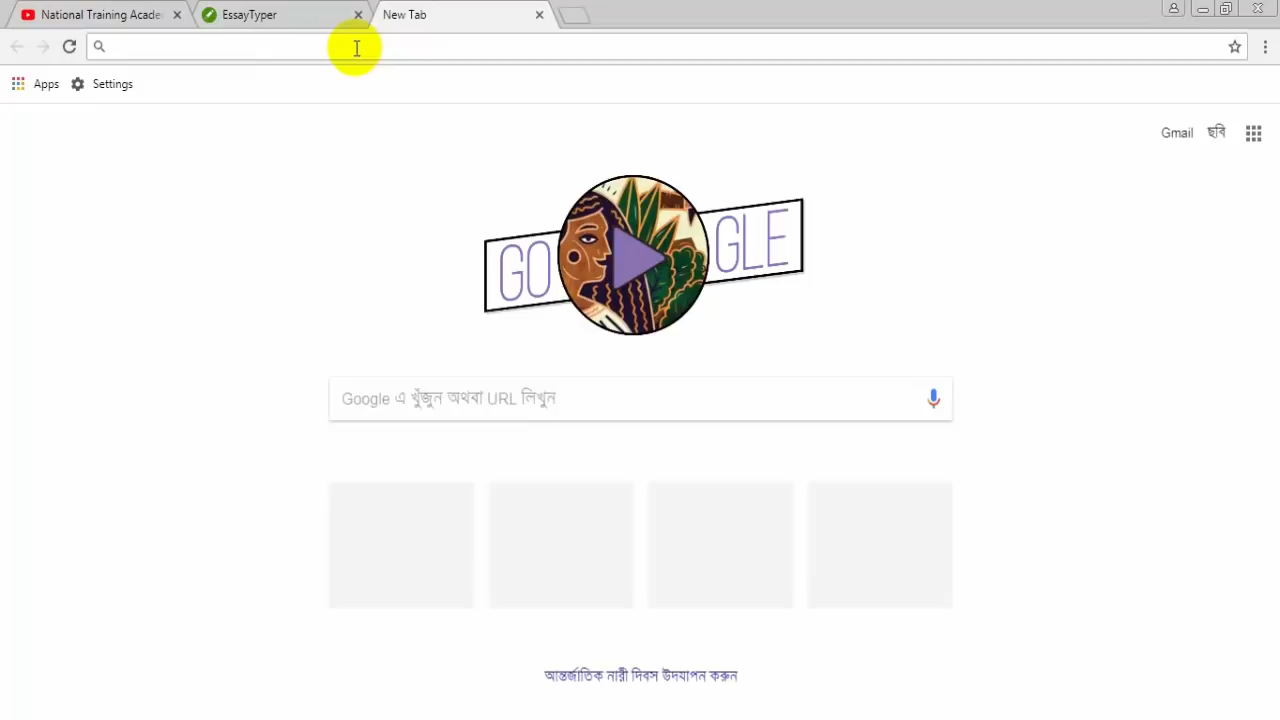 National Training Acade
EssayTyper
New Tab
Apps
Settings
Gmail
ছবি
GO GLE
Google এ খুঁজুন অথবা URL লিখুন
আন্তর্জাতিক নারী দিবস উদযাপন করুন